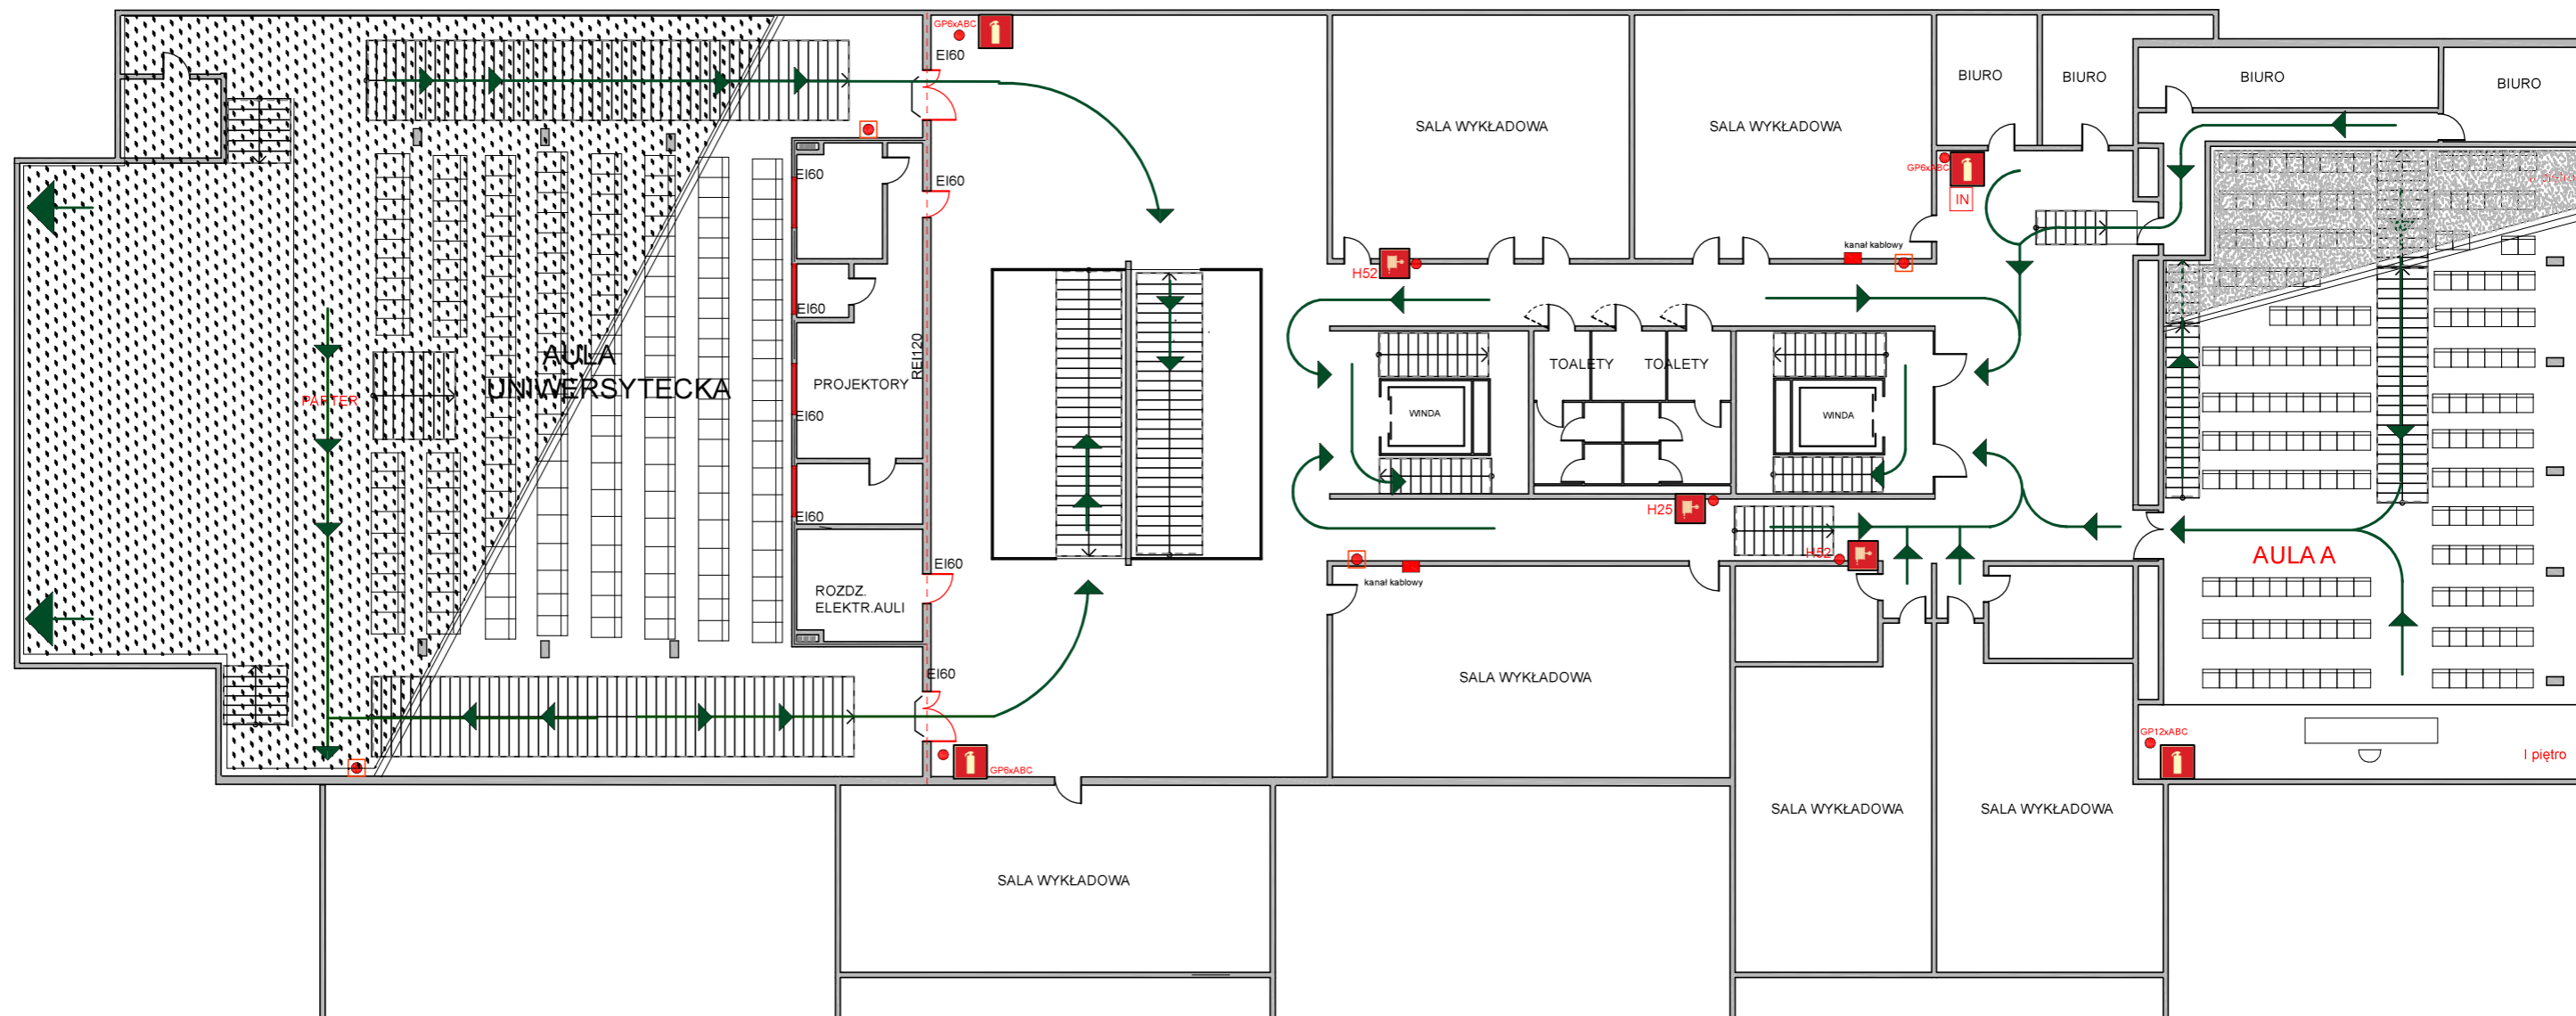 GP6xABC
EI60
BIURO
BIURO
BIURO
BIURO
SALA WYKŁADOWA
SALA WYKŁADOWA
EI60
EI60
GP6xABC
IN
kanał kablowy
H52
EI60
REI120
AULA
UNIWERSYTECKA
PARTER
PROJEKTORY
TOALETY
TOALETY
WINDA
WINDA
EI60
EI60
H25
H52
AULA A
EI60
kanał kablowy
ROZDZ.
ELEKTR.AULI
EI60
SALA WYKŁADOWA
GP6xABC
GP12xABC
I piętro
SALA WYKŁADOWA
SALA WYKŁADOWA
SALA WYKŁADOWA